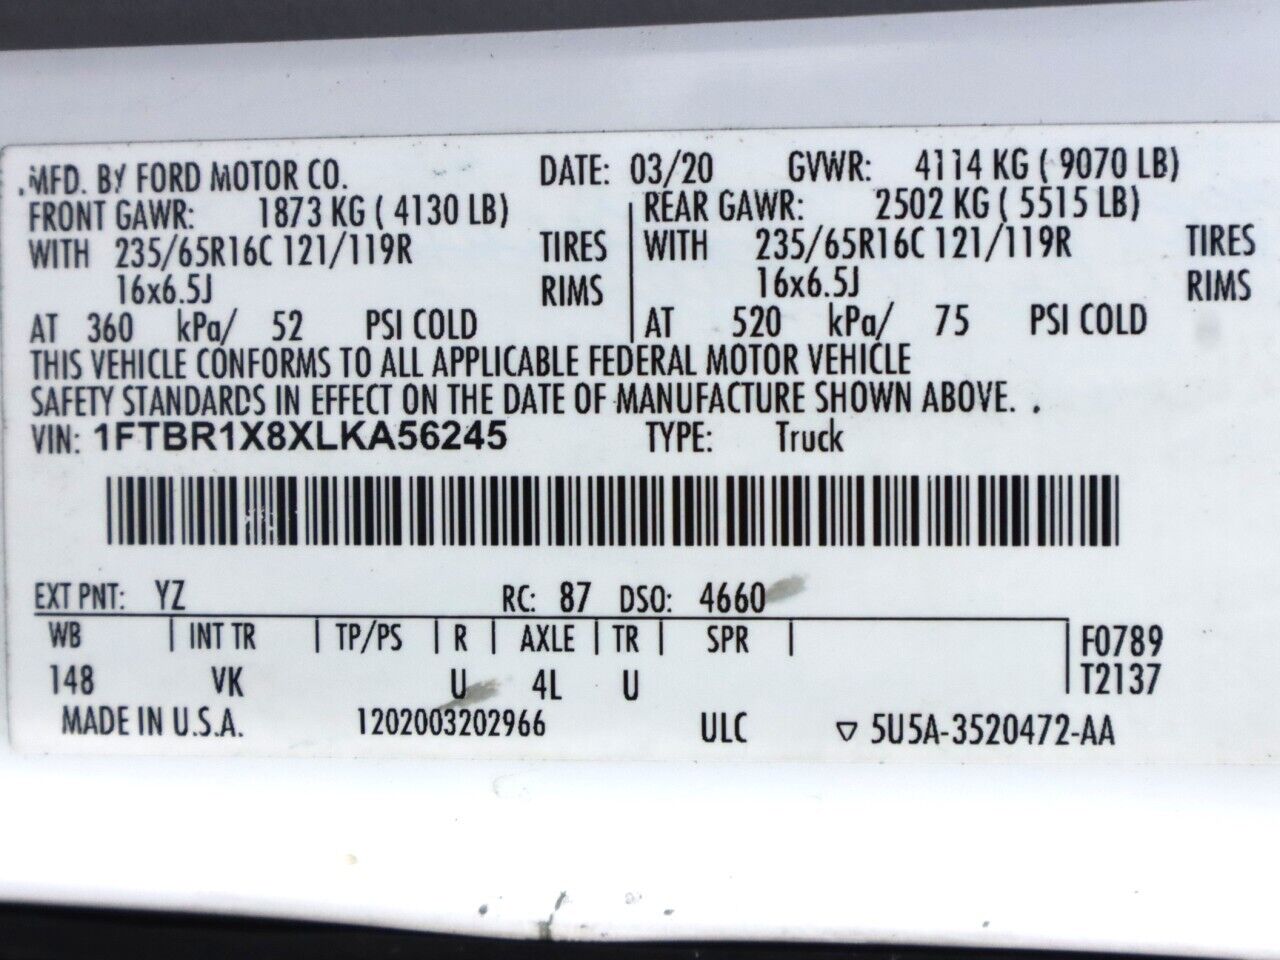 MFD. BY FORD MOTOR CO. DATE: 03/20 GVWR: 4114 KG ( 9070 LB)
FRONT GAWR: 1873 KG ( 4130 LB) REAR GAWR: 2502 KG ( 5515 LB)
WITH 235/65R16C 121/119R TIRES WITH 235/65R16C 121/119R TIRES
16x6.5J RIMS 16x6.5J RIMS
AT 360 kPa/ 52 PSI COLD AT 520 kPa/ 75 PSI COLD
THIS VEHICLE CONFORMS TO ALL APPLICABLE FEDERAL MOTOR VEHICLE
SAFETY STANDARDS IN EFFECT ON THE DATE OF MANUFACTURE SHOWN ABOVE.
VIN: 1FTBR1X8XLKA56245 TYPE: Truck
EXT PNT: YZ RC: 87 DSO: 4660
WB | INT TR | TP/PS | R | AXLE | TR | SPR | F0789
148 VK U 4L U T2137
MADE IN U.S.A. 1202003202966 ULC ▽ 5U5A-3520472-AA